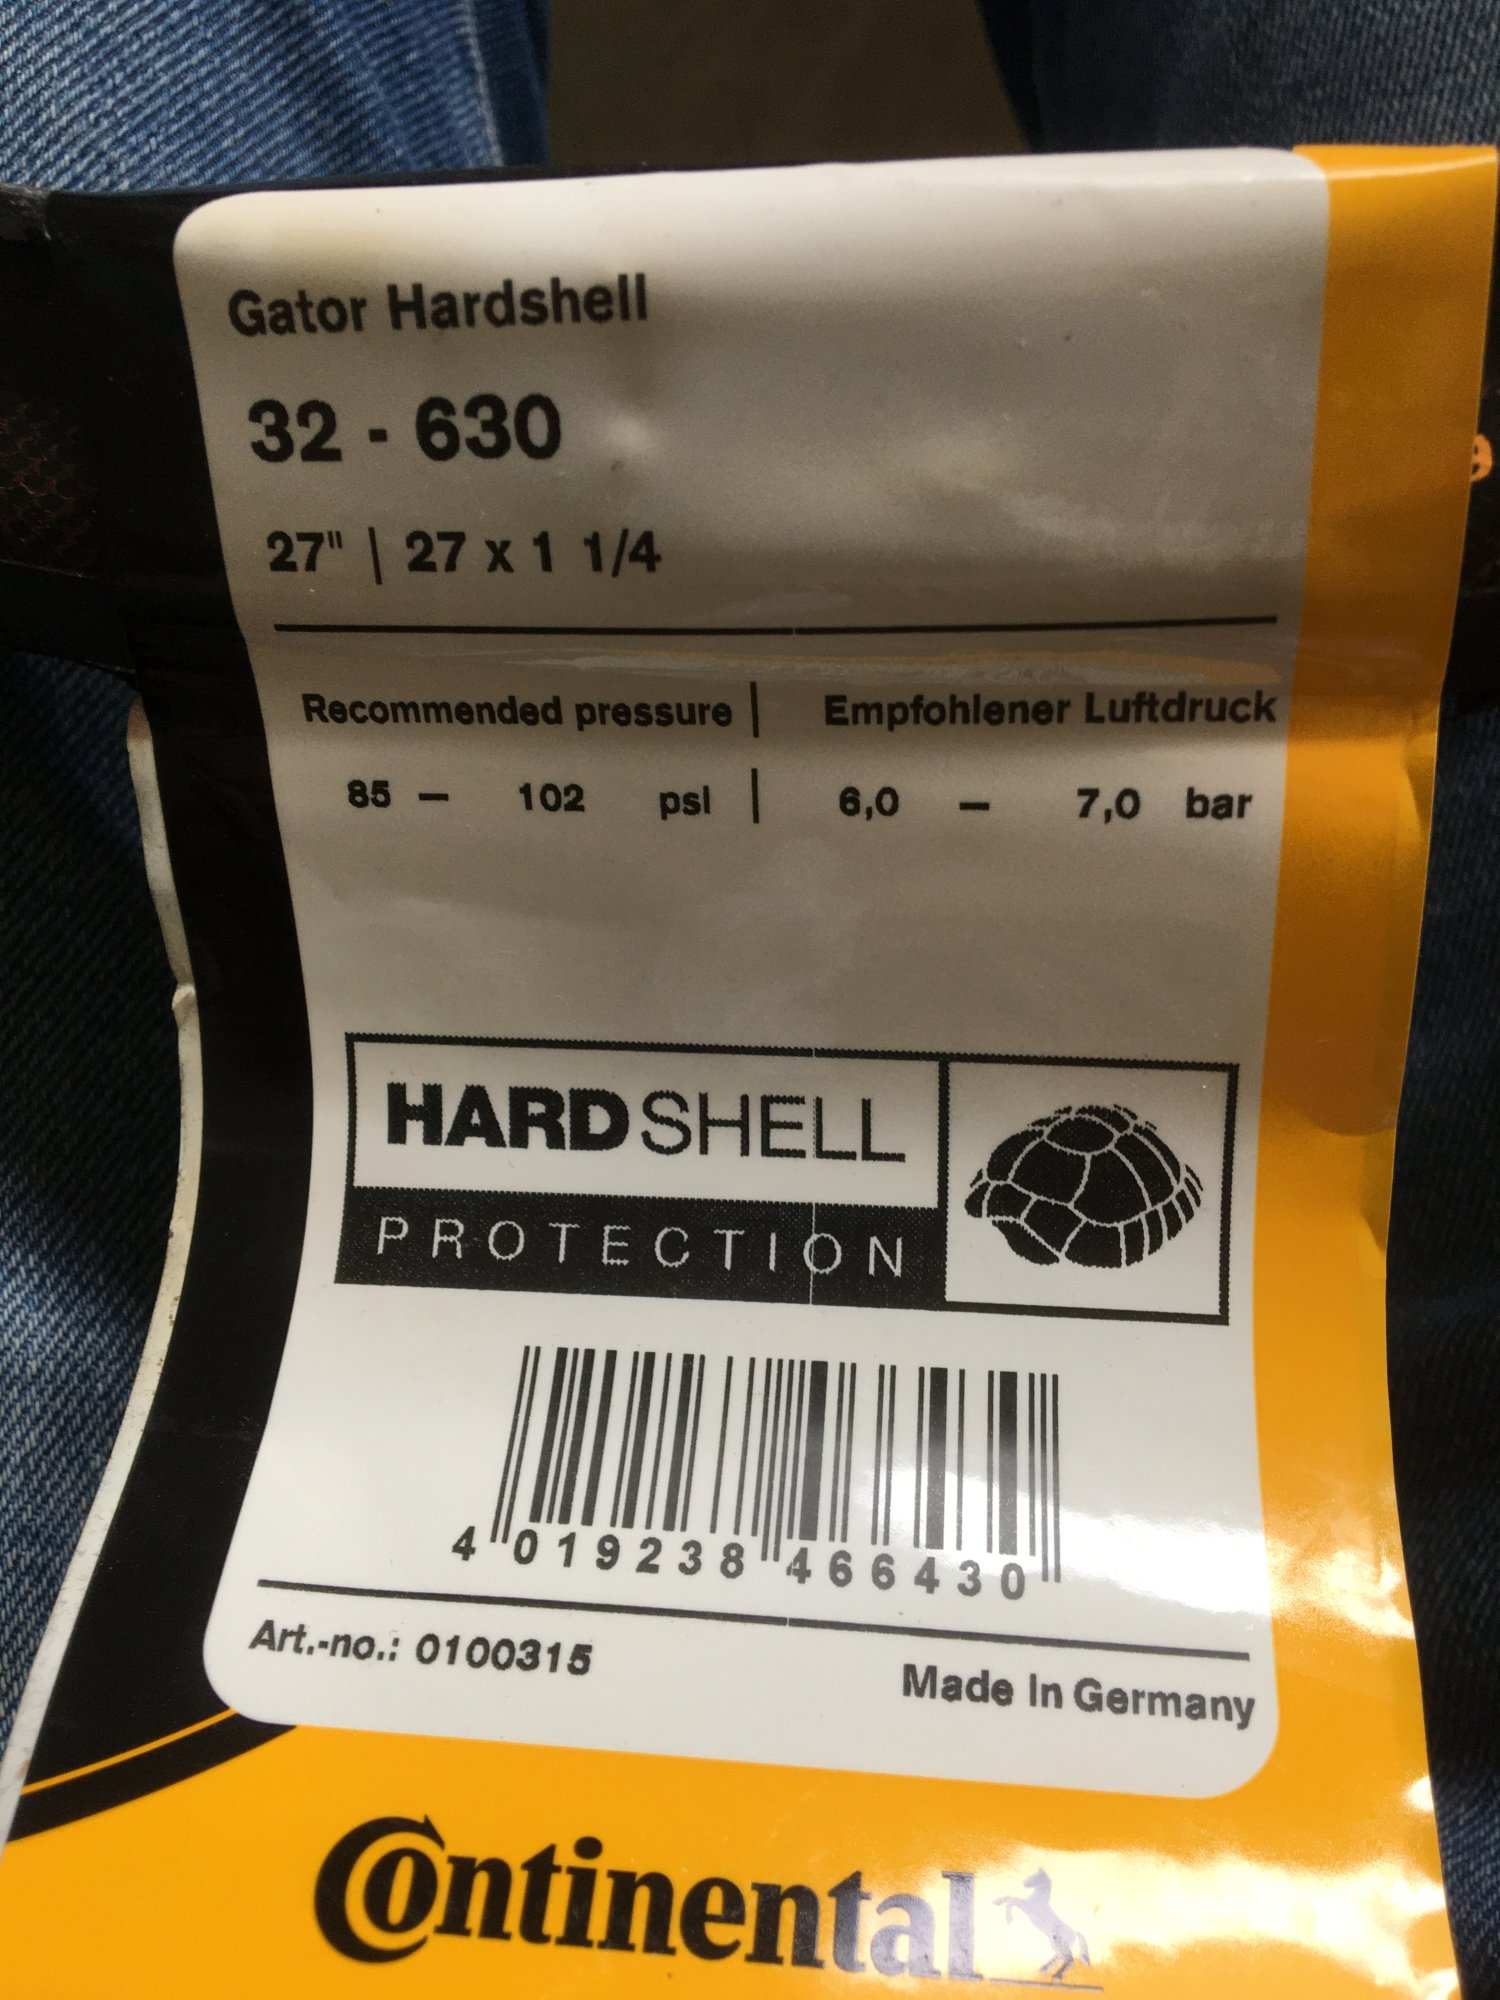 Gator Hardshell
32 - 630
27" | 27 x 1 1/4
Recommended pressure | Empfohlener Luftdruck
85 – 102 psI | 6,0 – 7,0 bar
HARDSHELL
PROTECTION
4 019238 466430
Art.-no.: 0100315
Made In Germany
Continental